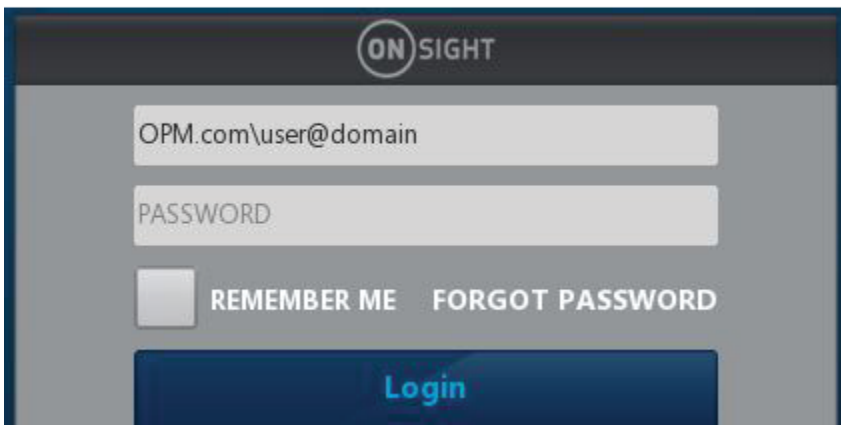 ON SIGHT
OPM.com\user@domain
PASSWORD
REMEMBER ME FORGOT PASSWORD
Login